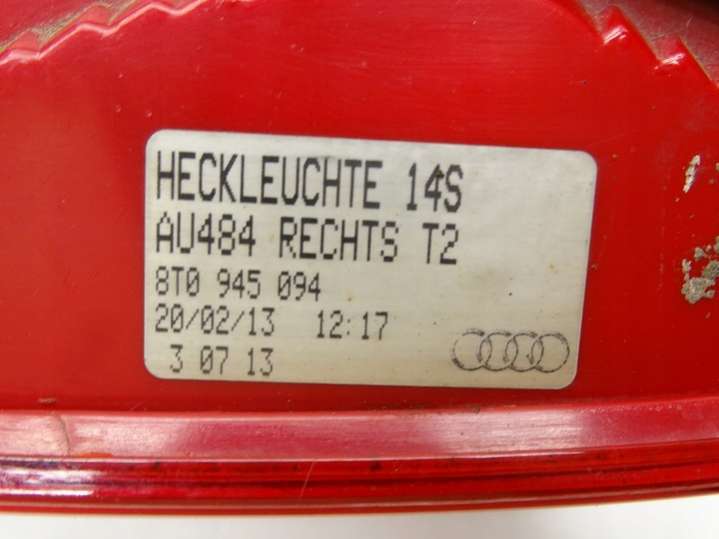 HECKLEUCHTE 14S
AU484 RECHTS T2
8T0 945 094
20/02/13 12:17
3 07 13